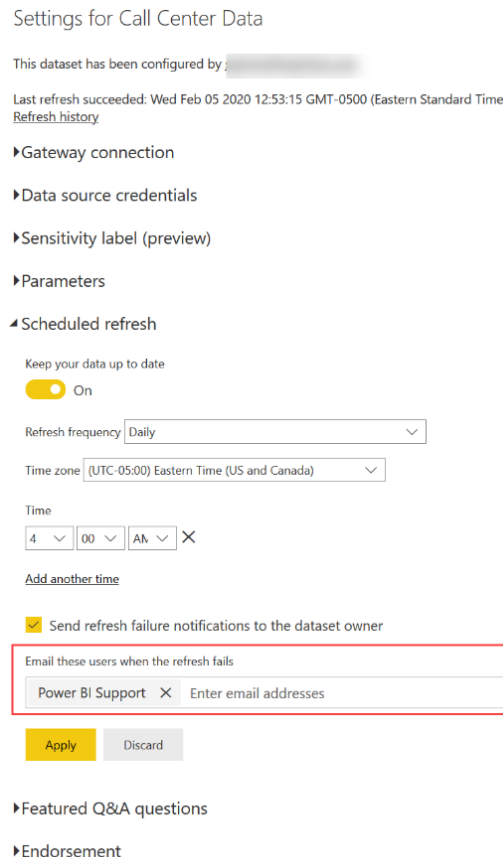 Settings for Call Center Data
This dataset has been configured by
Last refresh succeeded: Wed Feb 05 2020 12:53:15 GMT-0500 (Eastern Standard Time
Refresh history
Gateway connection
Data source credentials
Sensitivity label (preview)
Parameters
Scheduled refresh
Keep your data up to date
On
Refresh frequency Daily
Time zone (UTC-05:00) Eastern Time (US and Canada)
Time
4 00 AM
Add another time
Send refresh failure notifications to the dataset owner
Email these users when the refresh fails
Power BI Support Enter email addresses
Apply Discard
Featured Q&A questions
Endorsement